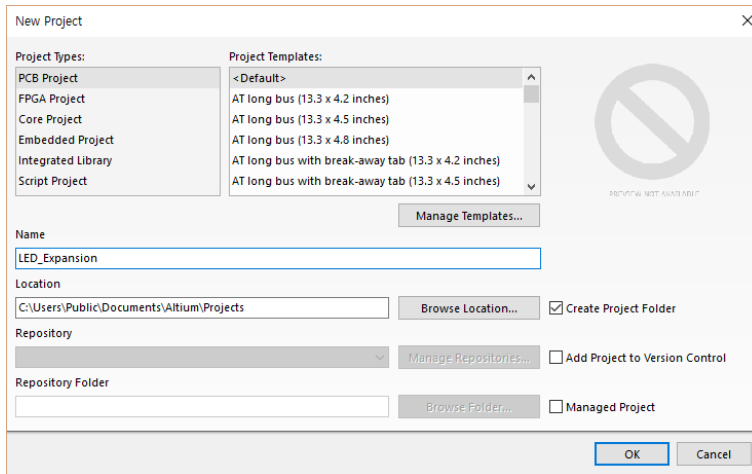 New Project
Project Types:
Project Templates:
PCB Project
FPGA Project
Core Project
Embedded Project
Integrated Library
Script Project
<Default>
AT long bus (13.3 x 4.2 inches)
AT long bus (13.3 x 4.5 inches)
AT long bus (13.3 x 4.8 inches)
AT long bus with break-away tab (13.3 x 4.2 inches)
AT long bus with break-away tab (13.3 x 4.5 inches)
PREVIEW NOT AVAILABLE
Manage Templates...
Name
LED_Expansion
Location
C:\Users\Public\Documents\Altium\Projects
Browse Location...
Create Project Folder
Repository
Manage Repositories...
Add Project to Version Control
Repository Folder
Browse Folder...
Managed Project
OK
Cancel